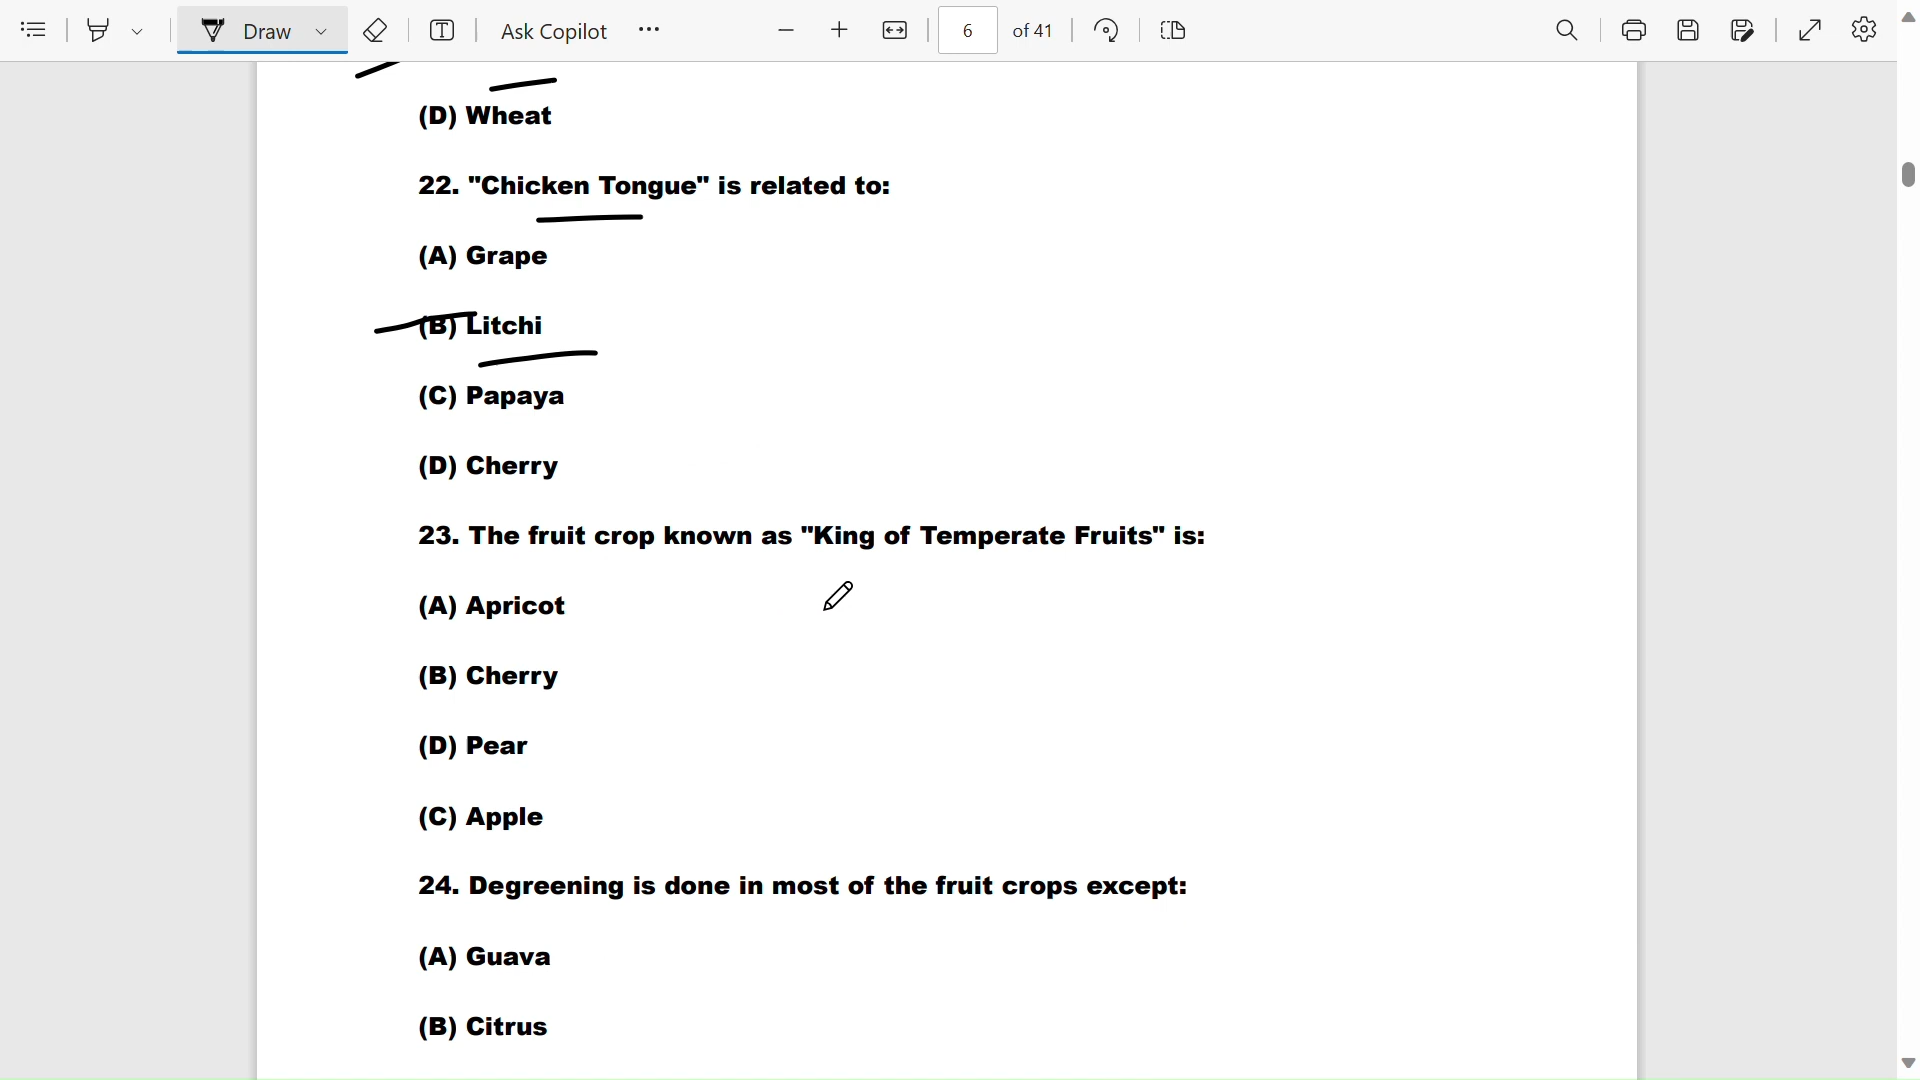 Draw
Ask Copilot
6 of 41
(D) Wheat
22. "Chicken Tongue" is related to:
(A) Grape
(B) Litchi
(C) Papaya
(D) Cherry
23. The fruit crop known as "King of Temperate Fruits" is:
(A) Apricot
(B) Cherry
(D) Pear
(C) Apple
24. Degreening is done in most of the fruit crops except:
(A) Guava
(B) Citrus